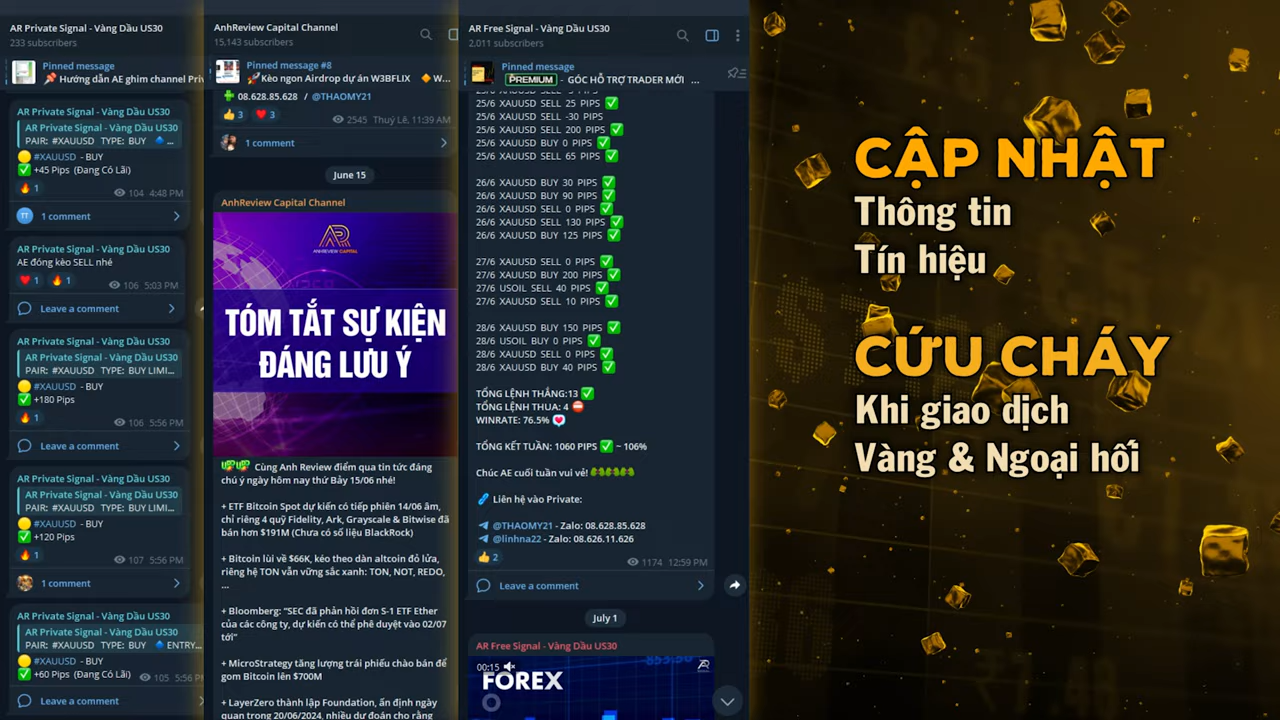 AR Private Signal - Vàng Dầu US30
233 subscribers
Pinned message
📌 Hướng dẫn AE ghim channel Priv
AR Private Signal - Vàng Dầu US30
AR Private Signal - Vàng Dầu US30
PAIR: #XAUUSD TYPE: BUY 🔷...
🟡 #XAUUSD - BUY
✅ +45 Pips (Đang Có Lãi)
🔥 1
104 4:48 PM
TT 1 comment
AR Private Signal - Vàng Dầu US30
AE đóng kèo SELL nhé
❤️ 1 🔥 1
106 5:03 PM
Leave a comment
AR Private Signal - Vàng Dầu US30
AR Private Signal - Vàng Dầu US30
PAIR: #XAUUSD TYPE: BUY LIMI...
🟡 #XAUUSD - BUY
✅ +180 Pips
🔥 1
106 5:56 PM
Leave a comment
AR Private Signal - Vàng Dầu US30
AR Private Signal - Vàng Dầu US30
PAIR: #XAUUSD TYPE: BUY LIMI...
🟡 #XAUUSD - BUY
✅ +120 Pips
🔥 1
107 5:56 PM
1 comment
AR Private Signal - Vàng Dầu US30
AR Private Signal - Vàng Dầu US30
PAIR: #XAUUSD TYPE: BUY 🔷ENTRY...
🟡 #XAUUSD - BUY
✅ +60 Pips (Đang Có Lãi)
105 5:56 P
Leave a comment
AnhReview Capital Channel
15,143 subscribers
Pinned message #8
🚀Kèo ngon Airdrop dự án W3BFLIX 🔶W...
08.628.85.628 / @THAOMY21
👍 3 ❤️ 3
2545 Thuý Lê, 11:39 AM
1 comment
June 15
AnhReview Capital Channel
ANHREVIEW CAPITAL
TÓM TẮT SỰ KIỆN
ĐÁNG LƯU Ý
Cùng Anh Review điểm qua tin tức đáng
chú ý ngày hôm nay thứ Bảy 15/06 nhé!
+ ETF Bitcoin Spot dự kiến có tiếp phiên 14/06 âm,
chỉ riêng 4 quỹ Fidelity, Ark, Grayscale & Bitwise đã
bán hơn $191M (Chưa có số liệu BlackRock)
+ Bitcoin lùi về $66K, kéo theo dàn altcoin đỏ lửa,
riêng hệ TON vẫn vững sắc xanh: TON, NOT, REDO,
...
+ Bloomberg: “SEC đã phản hồi đơn S-1 ETF Ether
của các công ty, dự kiến có thể phê duyệt vào 02/07
tới”
+ MicroStrategy tăng lượng trái phiếu chào bán để
gom Bitcoin lên $700M
+ LayerZero thành lập Foundation, ấn định ngày
quan trọng 20/06/2024, nhiều dự đoán cho rằng
AR Free Signal - Vàng Dầu US30
2,011 subscribers
Pinned message
PREMIUM - GÓC HỖ TRỢ TRADER MỚI ...
25/6 XAUUSD SELL 25 PIPS ✅
25/6 XAUUSD SELL -30 PIPS
25/6 XAUUSD SELL 200 PIPS ✅
25/6 XAUUSD BUY 0 PIPS ✅
25/6 XAUUSD SELL 65 PIPS ✅
26/6 XAUUSD BUY 30 PIPS ✅
26/6 XAUUSD BUY 90 PIPS ✅
26/6 XAUUSD SELL 0 PIPS ✅
26/6 XAUUSD SELL 130 PIPS ✅
26/6 XAUUSD BUY 125 PIPS ✅
27/6 XAUUSD SELL 0 PIPS ✅
27/6 XAUUSD BUY 200 PIPS ✅
27/6 USOIL SELL 40 PIPS ✅
27/6 XAUUSD SELL 10 PIPS ✅
28/6 XAUUSD BUY 150 PIPS ✅
28/6 USOIL BUY 0 PIPS ✅
28/6 XAUUSD SELL 0 PIPS ✅
28/6 XAUUSD BUY 40 PIPS ✅
TỔNG LỆNH THẮNG:13 ✅
TỔNG LỆNH THUA: 4 ⛔
WINRATE: 76.5% 💟
TỔNG KẾT TUẦN: 1060 PIPS ✅ ~ 106%
Chúc AE cuối tuần vui vẻ!
🔗 Liên hệ vào Private:
@THAOMY21 - Zalo: 08.628.85.628
@linhna22 - Zalo: 08.626.11.626
👍 2
1174 12:59 PM
Leave a comment
July 1
AR Free Signal - Vàng Dầu US30
00:15
FOREX
CẬP NHẬT
Thông tin
Tín hiệu
CỨU CHÁY
Khi giao dịch
Vàng & Ngoại hối